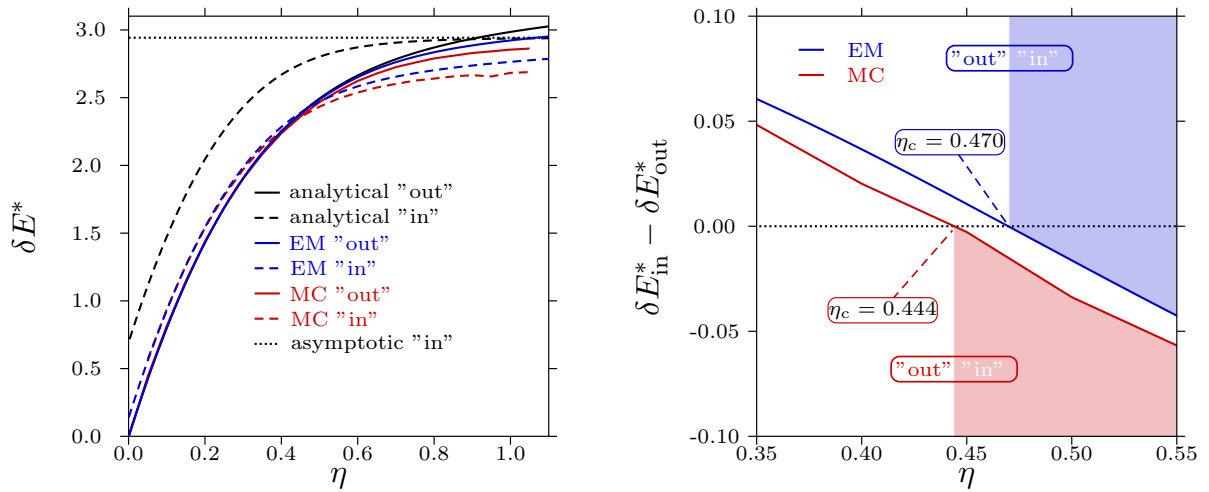 3.0
2.5
2.0
1.5
1.0
0.5
0.0
δE*
analytical "out"
analytical "in"
EM "out"
EM "in"
MC "out"
MC "in"
asymptotic "in"
0.0 0.2 0.4 0.6 0.8 1.0
η
0.10
0.05
0.00
-0.05
-0.10
δE*in − δE*out
EM
MC
"out" "in"
ηc = 0.470
ηc = 0.444
"out" "in"
0.35 0.40 0.45 0.50 0.55
η